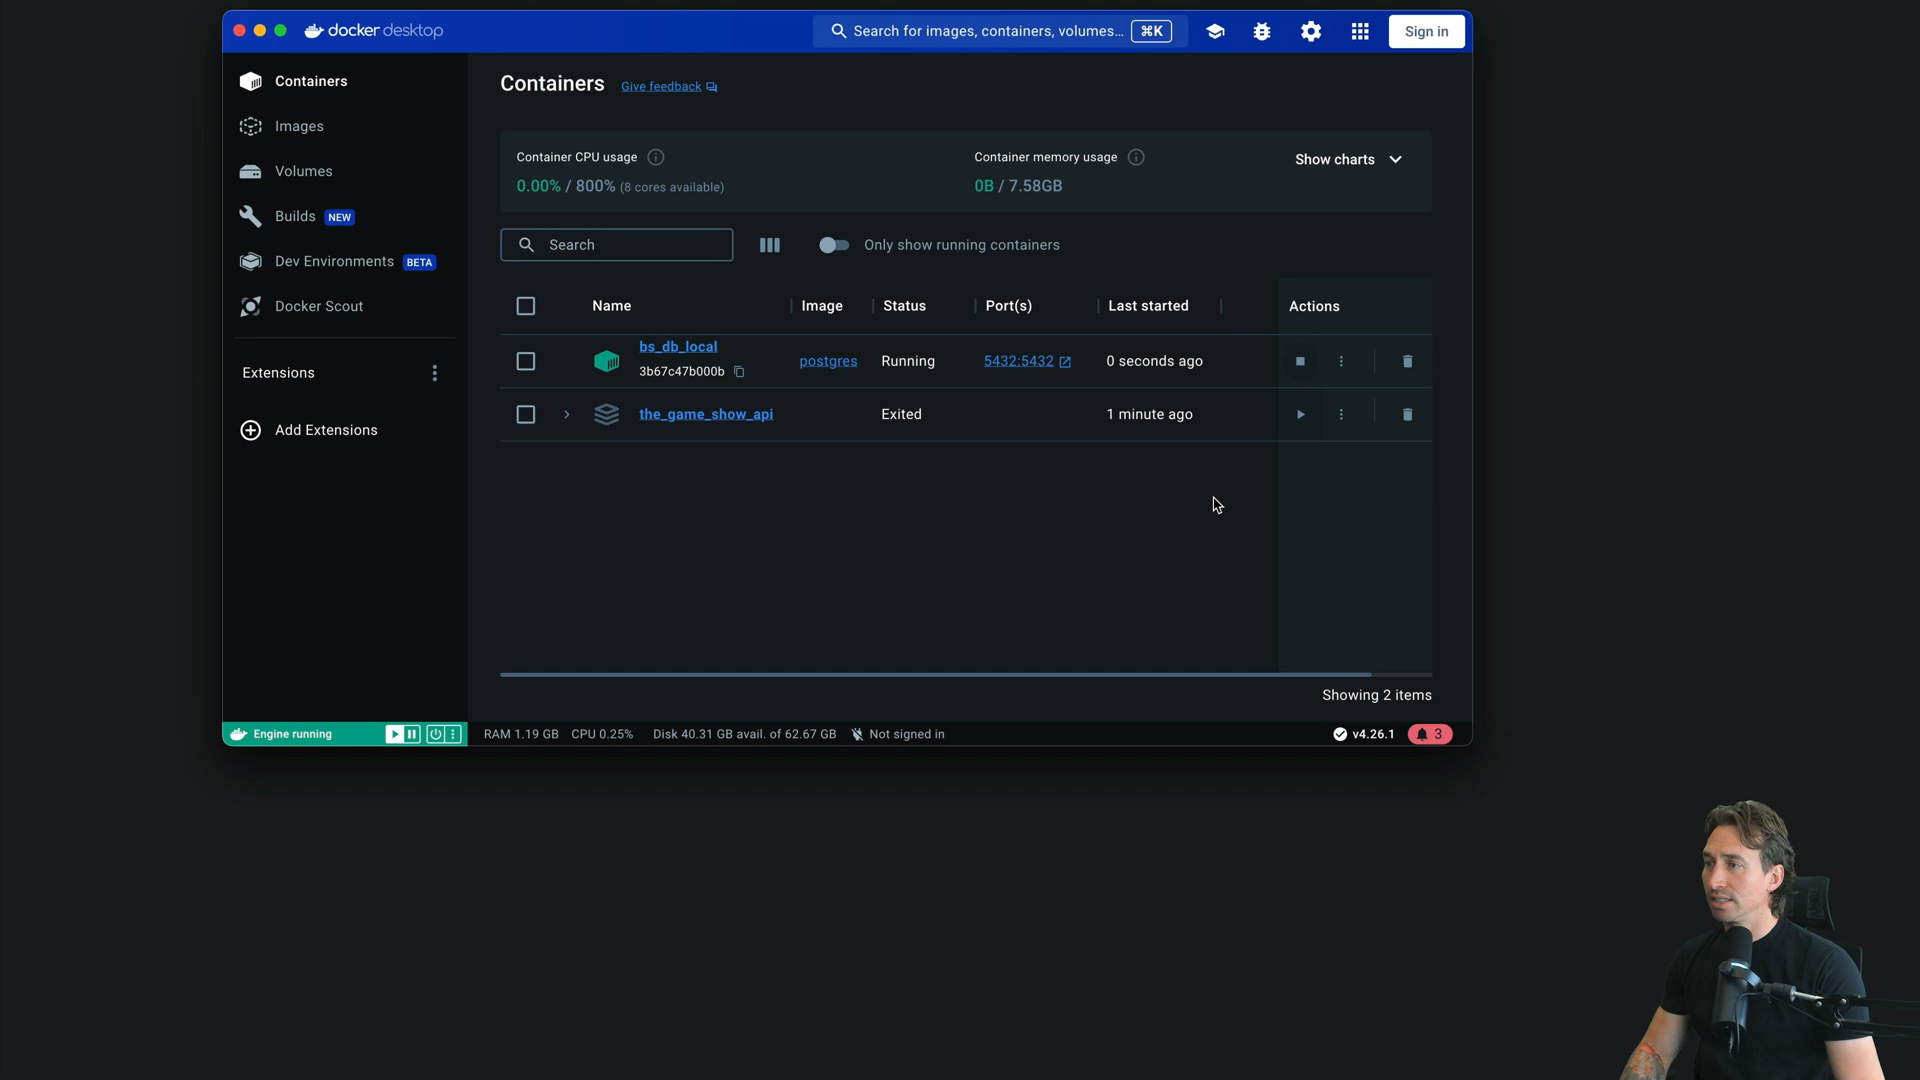 docker desktop
Search for images, containers, volumes...
⌘K
Sign in
Containers
Images
Volumes
Builds NEW
Dev Environments BETA
Docker Scout
Extensions
Add Extensions
Containers
Give feedback
Container CPU usage
0.00% / 800% (8 cores available)
Container memory usage
0B / 7.58GB
Show charts
Search
Only show running containers
Name Image Status Port(s) Last started Actions
bs_db_local
3b67c47b000b
postgres Running 5432:5432 0 seconds ago
the_game_show_api Exited 1 minute ago
Showing 2 items
Engine running
RAM 1.19 GB CPU 0.25% Disk 40.31 GB avail. of 62.67 GB Not signed in
v4.26.1
3